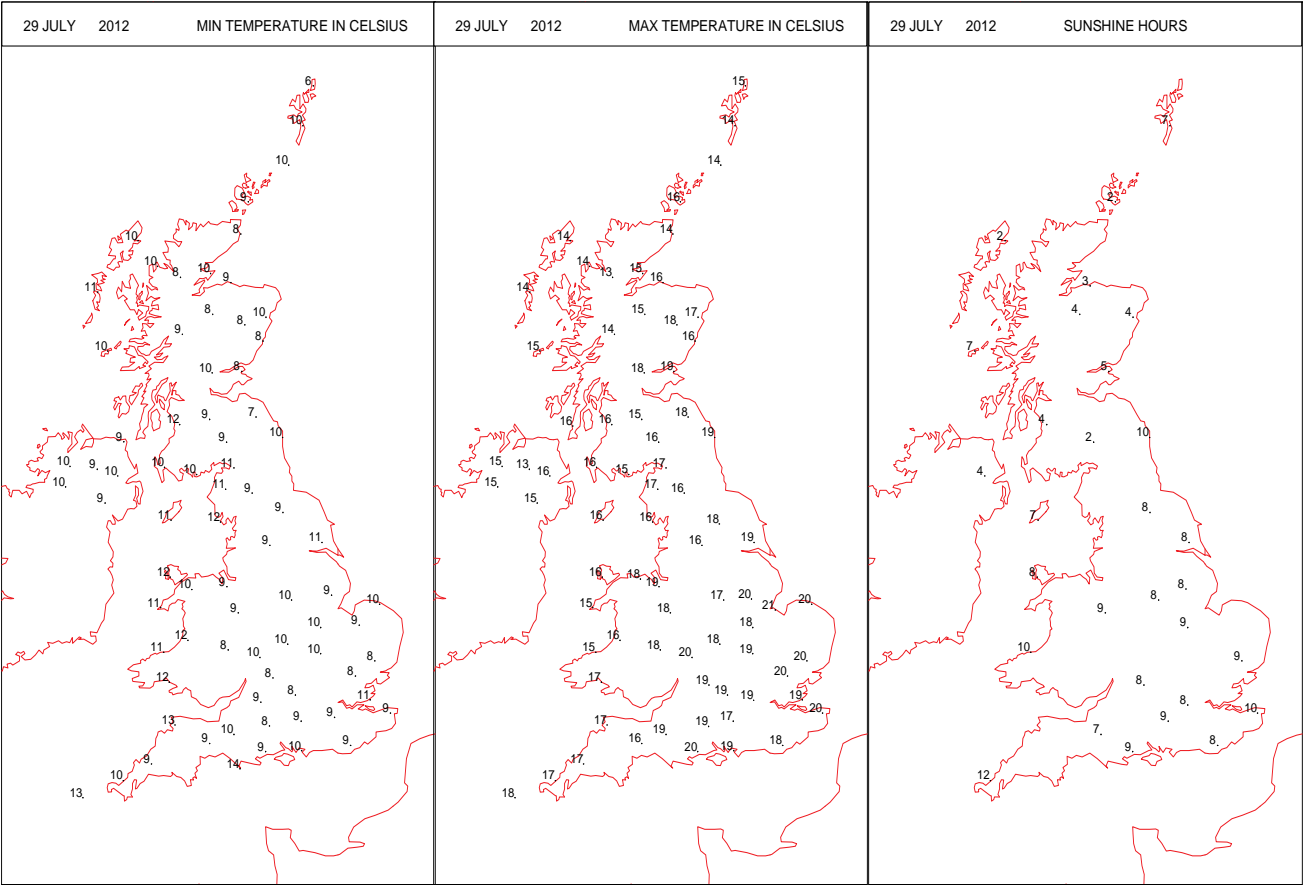 29 JULY 2012 MIN TEMPERATURE IN CELSIUS
6.
10.
10.
9.
8.
10.
10. 8. 10. 9.
11.
8. 10.
9. 8. 8.
10.
10. 8.
12. 9. 7.
9. 9. 10.
10. 9. 10. 10. 10. 11.
10. 9. 11. 9.
11. 12. 9.
9. 11.
12. 10. 9. 10. 9.
11. 9. 10. 9. 10.
12. 10.
11. 8. 10. 10. 10. 8.
12. 8. 8.
9. 8. 11.
13. 10. 8. 9. 9. 9.
9. 9. 10. 9.
10. 9. 14.
13.
29 JULY 2012 MAX TEMPERATURE IN CELSIUS
15.
14.
14.
16.
14.
14.
14. 13. 15. 16.
14.
15. 17.
14. 18. 16.
15. 18. 19.
16. 16. 15. 18.
16. 19.
15. 13. 16. 16. 15. 17.
15. 15. 17. 16.
16. 16. 18.
16. 19.
16. 18. 19. 17. 20.
15. 18. 21. 20.
16. 18.
15. 18. 20. 18. 19. 20.
17. 19. 20.
19. 19. 19.
17. 19. 19. 17. 20.
16. 20. 19. 18.
17. 17.
18.
29 JULY 2012 SUNSHINE HOURS
7.
2.
2.
3.
4. 4.
7. 5.
4. 2. 10.
4.
7. 8.
8.
8. 8. 8.
9. 9.
10. 9.
8. 8.
7. 9. 10.
9. 8.
12.